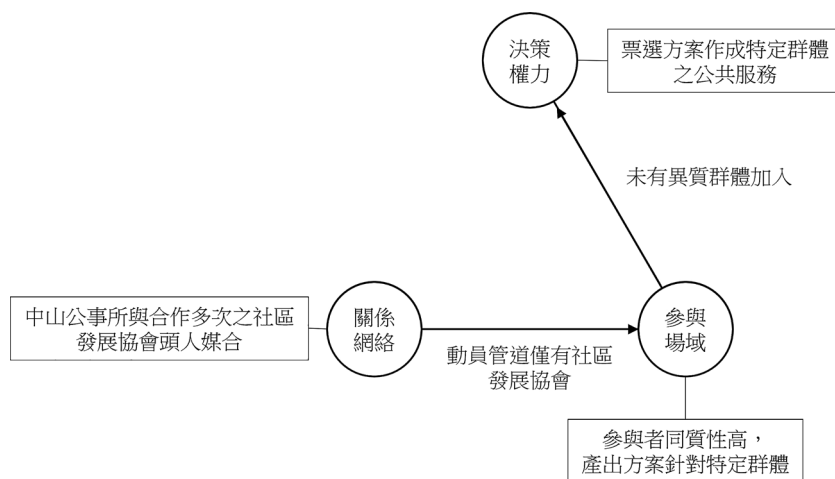 決策
權力
票選方案作成特定群體
之公共服務
未有異質群體加入
中山公事所與合作多次之社區
發展協會頭人媒合
關係
網絡
動員管道僅有社區
發展協會
參與
場域
參與者同質性高，
產出方案針對特定群體